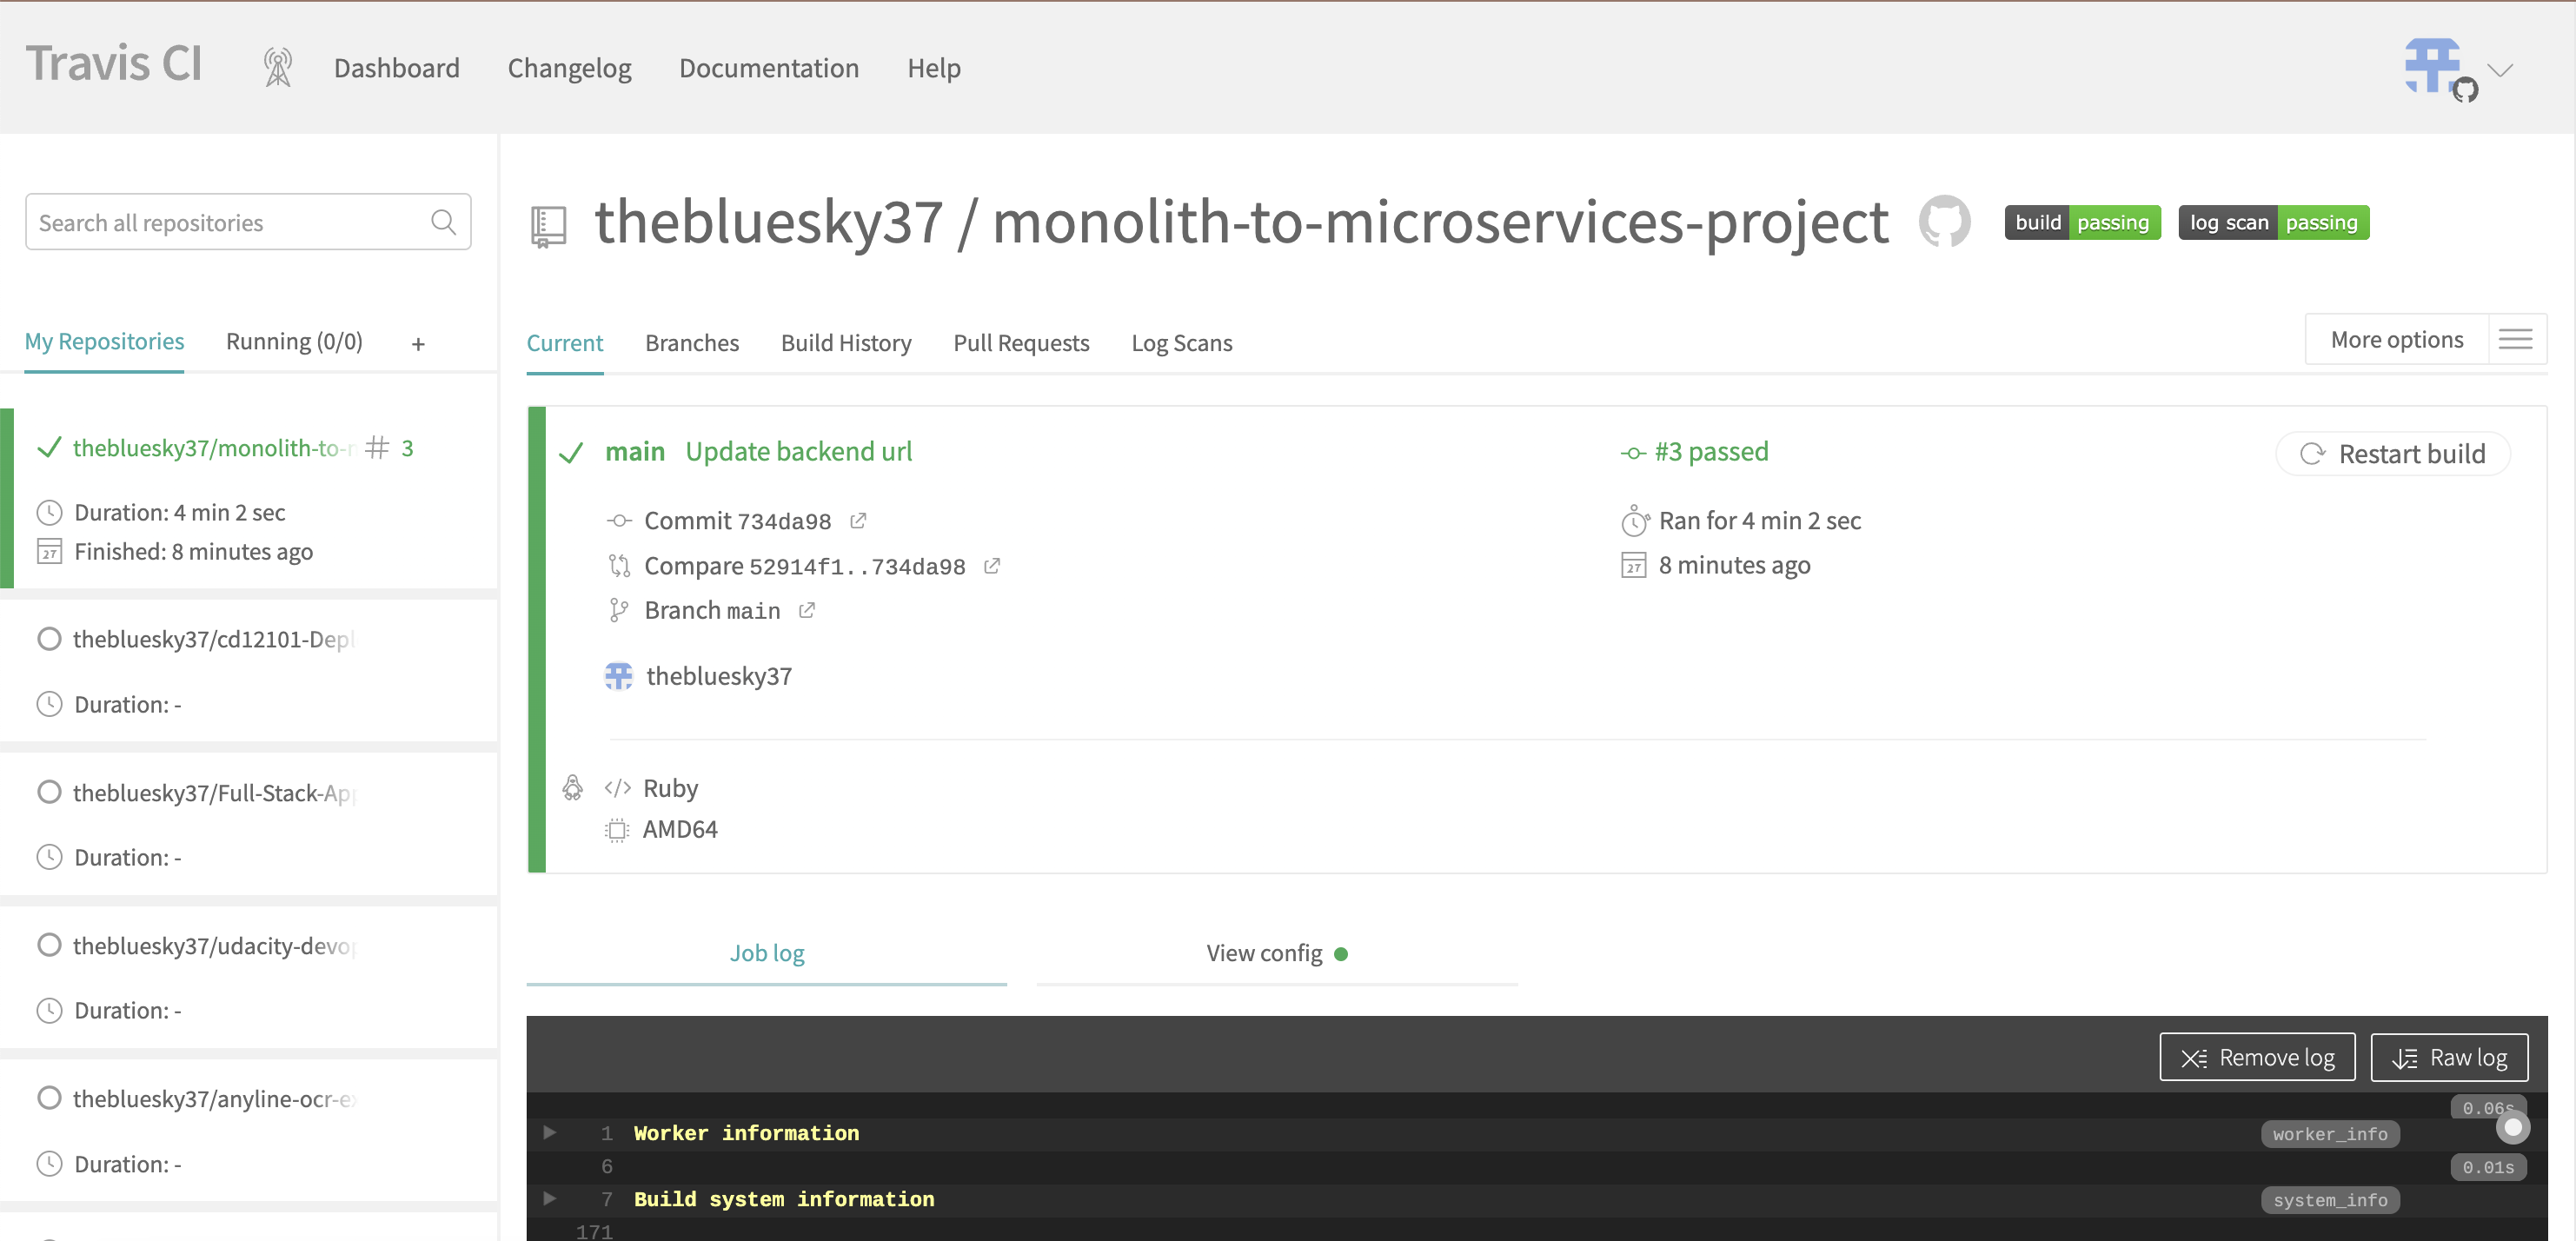 Travis CI
Dashboard
Changelog
Documentation
Help
Search all repositories
My Repositories
Running (0/0)
+
thebluesky37/monolith-to- # 3
Duration: 4 min 2 sec
27 Finished: 8 minutes ago
thebluesky37/cd12101-Depl
Duration: -
thebluesky37/Full-Stack-App
Duration: -
thebluesky37/udacity-devop
Duration: -
thebluesky37/anyline-ocr-ex
Duration: -
thebluesky37 / monolith-to-microservices-project
build passing
log scan passing
Current
Branches
Build History
Pull Requests
Log Scans
More options
main Update backend url
Commit 734da98
Compare 52914f1..734da98
Branch main
thebluesky37
#3 passed
Ran for 4 min 2 sec
27 8 minutes ago
Restart build
</> Ruby
AMD64
Job log
View config
Remove log
Raw log
0.06s
1 Worker information worker_info
6 0.01s
7 Build system information system_info
171